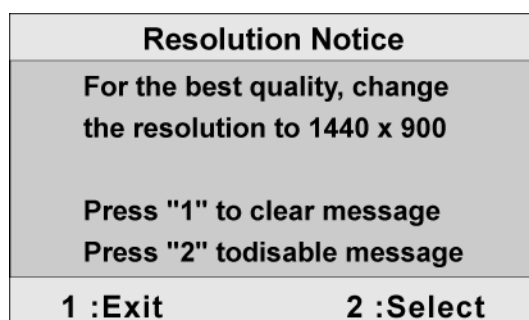 Resolution Notice
For the best quality, change
the resolution to 1440 x 900
Press "1" to clear message
Press "2" todisable message
1 :Exit 2 :Select